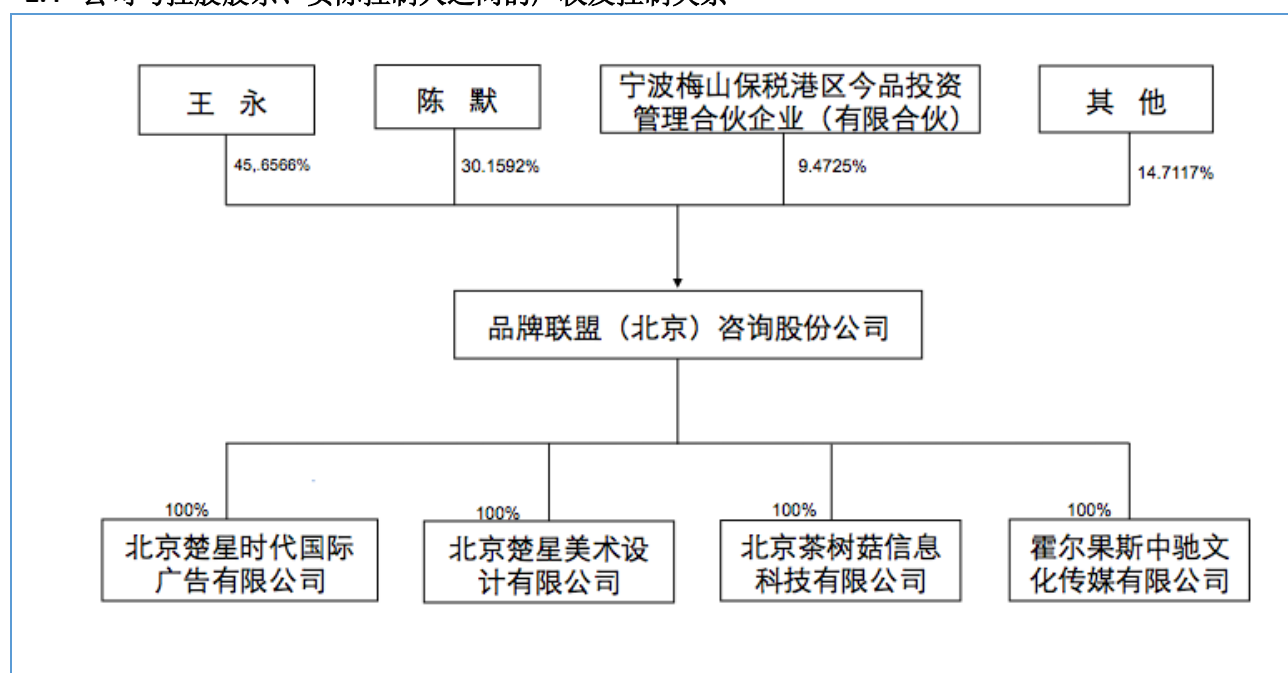 王 永
陈 默
宁波梅山保税港区今品投资
管理合伙企业（有限合伙）
其 他
45,.6566%
30.1592%
9.4725%
14.7117%
品牌联盟（北京）咨询股份公司
100%
100%
100%
100%
北京楚星时代国际
广告有限公司
北京楚星美术设
计有限公司
北京茶树菇信息
科技有限公司
霍尔果斯中驰文
化传媒有限公司